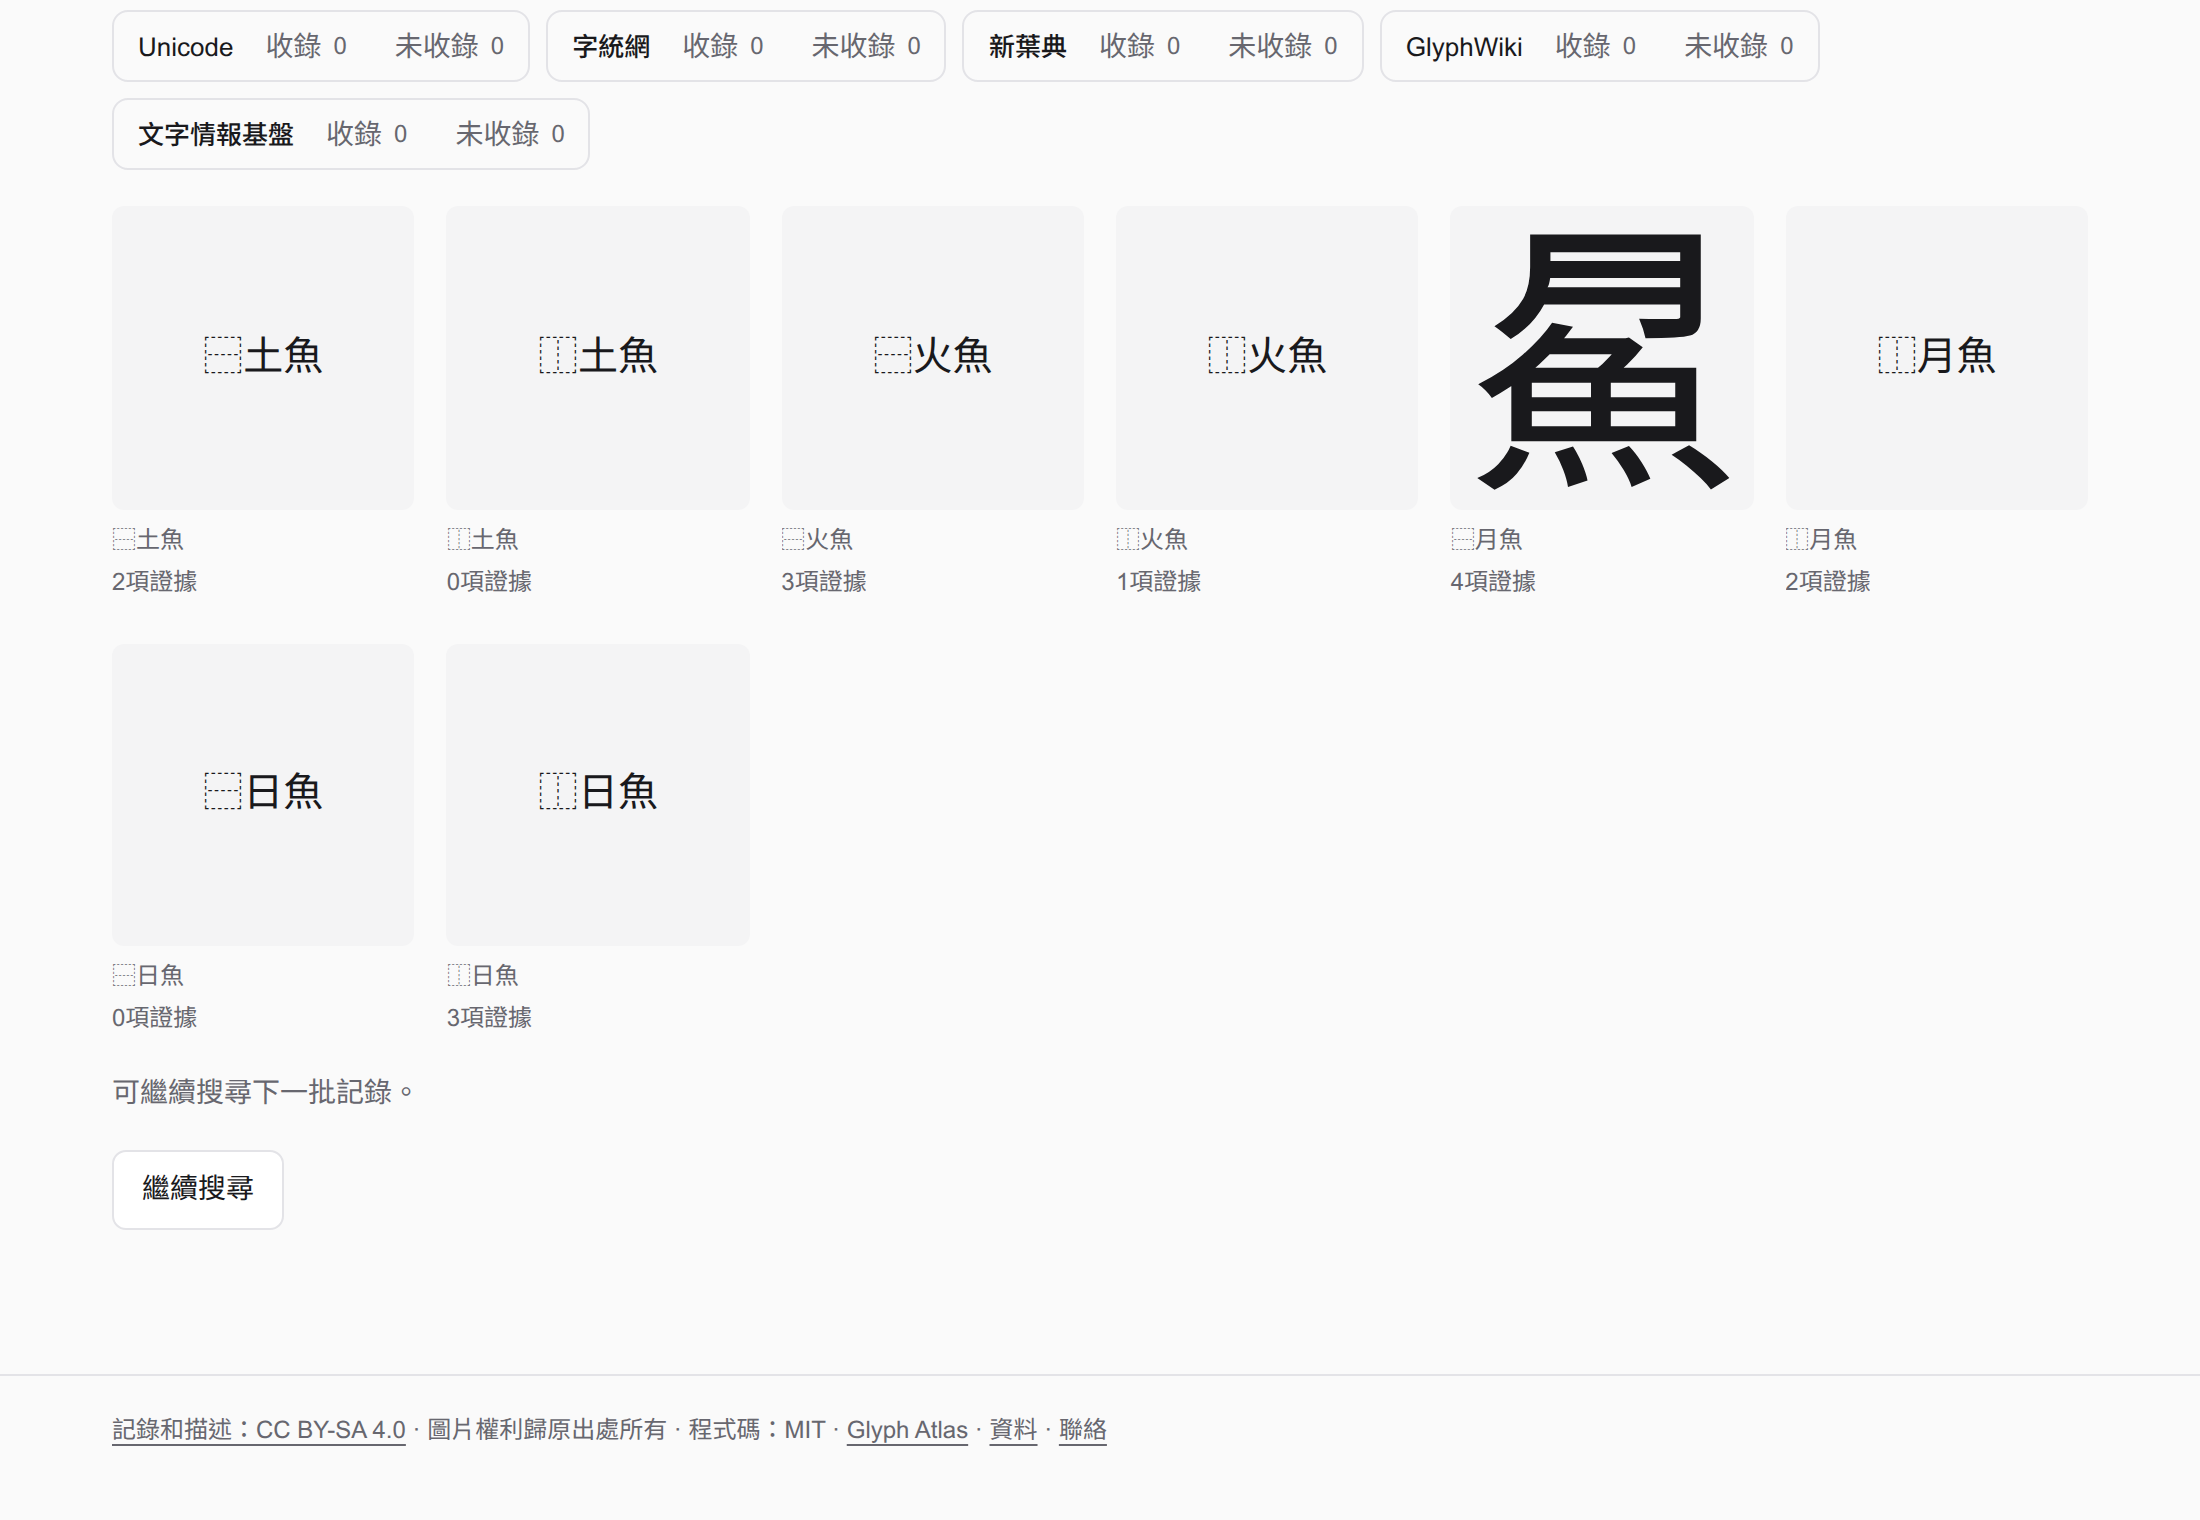 Unicode 收錄 0 未收錄 0
字統網 收錄 0 未收錄 0
新葉典 收錄 0 未收錄 0
GlyphWiki 收錄 0 未收錄 0
文字情報基盤 收錄 0 未收錄 0
⿱土魚
⿰土魚
⿱火魚
⿰火魚
⿱月魚
⿰月魚
⿱土魚
2項證據
⿰土魚
0項證據
⿱火魚
3項證據
⿰火魚
1項證據
⿱月魚
4項證據
⿰月魚
2項證據
⿱日魚
⿰日魚
⿱日魚
0項證據
⿰日魚
3項證據
可繼續搜尋下一批記錄。
繼續搜尋
記錄和描述：CC BY-SA 4.0 · 圖片權利歸原出處所有 · 程式碼：MIT · Glyph Atlas · 資料 · 聯絡